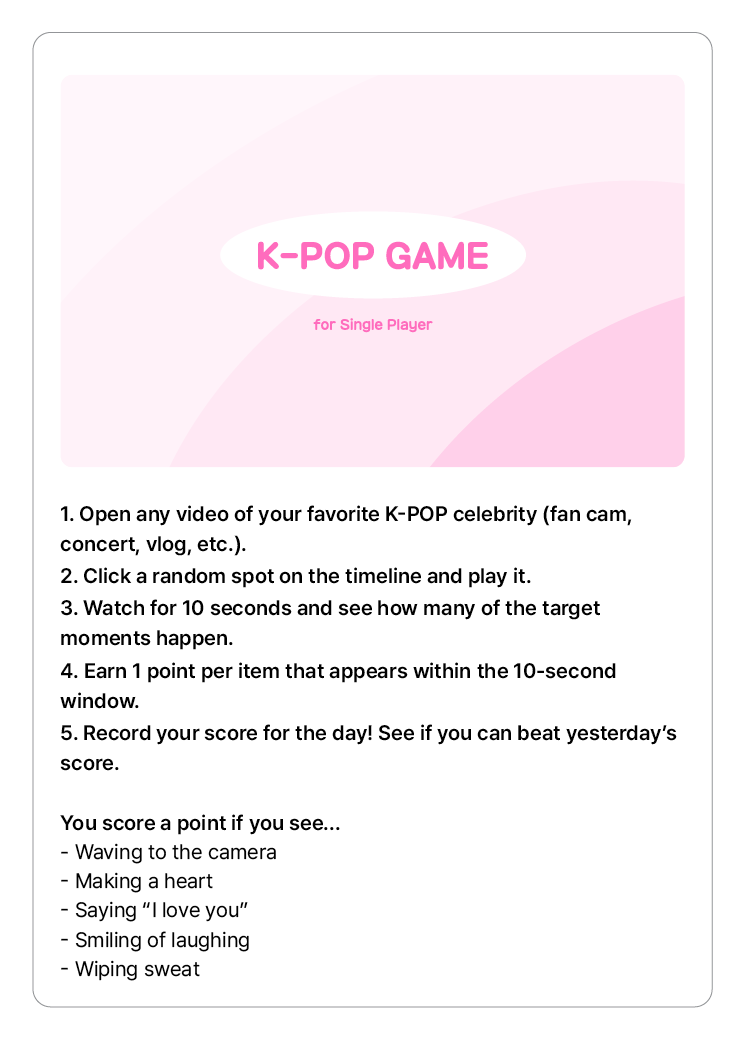 K-POP GAME
for Single Player
1. Open any video of your favorite K-POP celebrity (fan cam,
concert, vlog, etc.).
2. Click a random spot on the timeline and play it.
3. Watch for 10 seconds and see how many of the target
moments happen.
4. Earn 1 point per item that appears within the 10-second
window.
5. Record your score for the day! See if you can beat yesterday’s
score.
You score a point if you see...
- Waving to the camera
- Making a heart
- Saying “I love you”
- Smiling of laughing
- Wiping sweat